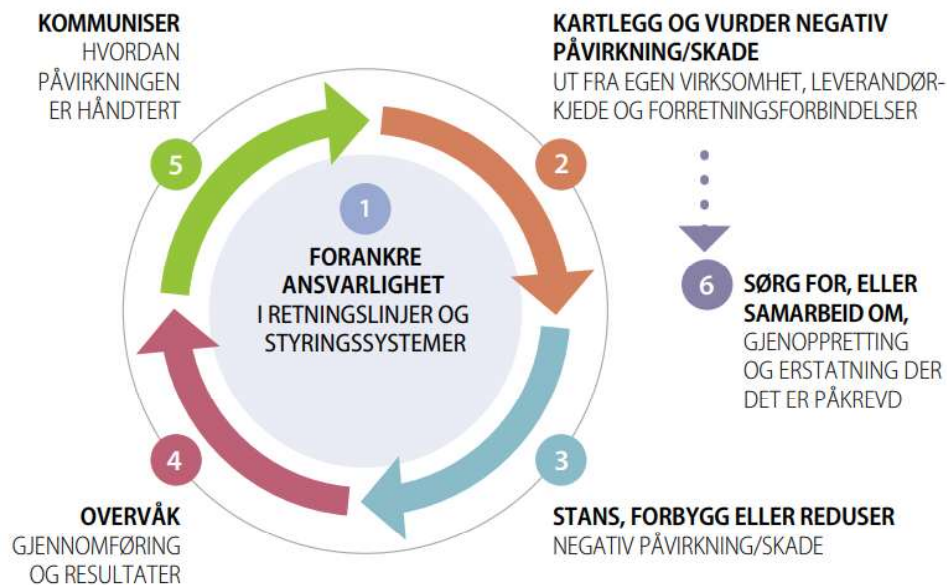 1
FORANKRE
ANSVARLIGHET
I RETNINGSLINJER OG
STYRINGSSYSTEMER
2
KARTLEGG OG VURDER NEGATIV
PÅVIRKNING/SKADE
UT FRA EGEN VIRKSOMHET, LEVERANDØR-
KJEDE OG FORRETNINGSFORBINDELSER
3
STANS, FORBYGG ELLER REDUSER
NEGATIV PÅVIRKNING/SKADE
4
OVERVÅK
GJENNOMFØRING
OG RESULTATER
5
KOMMUNISER
HVORDAN
PÅVIRKNINGEN
ER HÅNDTERT
6
SØRG FOR, ELLER
SAMARBEID OM,
GJENOPPRETTING
OG ERSTATNING DER
DET ER PÅKREVD